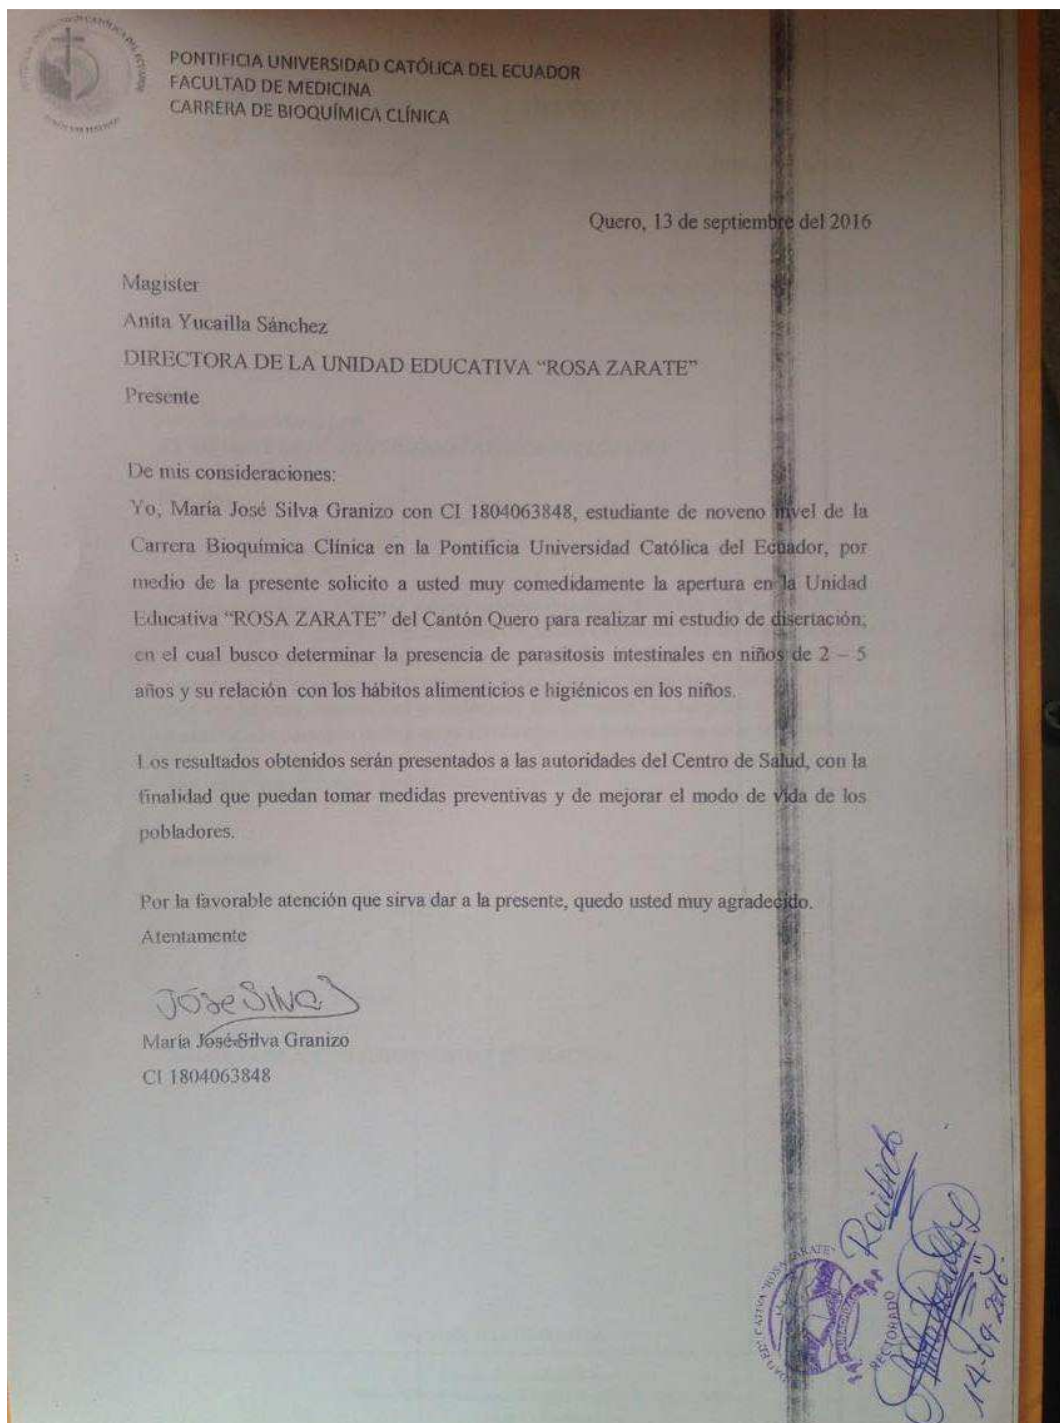 PONTIFICIA UNIVERSIDAD CATÓLICA DEL ECUADOR
FACULTAD DE MEDICINA
CARRERA DE BIOQUÍMICA CLÍNICA
Quero, 13 de septiembre del 2016
Magister
Anita Yucailla Sánchez
DIRECTORA DE LA UNIDAD EDUCATIVA “ROSA ZARATE”
Presente
De mis consideraciones:
Yo, María José Silva Granizo con CI 1804063848, estudiante de noveno nivel de la
Carrera Bioquímica Clínica en la Pontificia Universidad Católica del Ecuador, por
medio de la presente solicito a usted muy comedidamente la apertura en la Unidad
Educativa “ROSA ZARATE” del Cantón Quero para realizar mi estudio de disertación,
en el cual busco determinar la presencia de parasitosis intestinales en niños de 2 – 5
años y su relación con los hábitos alimenticios e higiénicos en los niños.
Los resultados obtenidos serán presentados a las autoridades del Centro de Salud, con la
finalidad que puedan tomar medidas preventivas y de mejorar el modo de vida de los
pobladores.
Por la favorable atención que sirva dar a la presente, quedo usted muy agradecido.
Atentamente
José Silva
María José Silva Granizo
CI 1804063848
Recibido
RECTORADO
14-09-2016